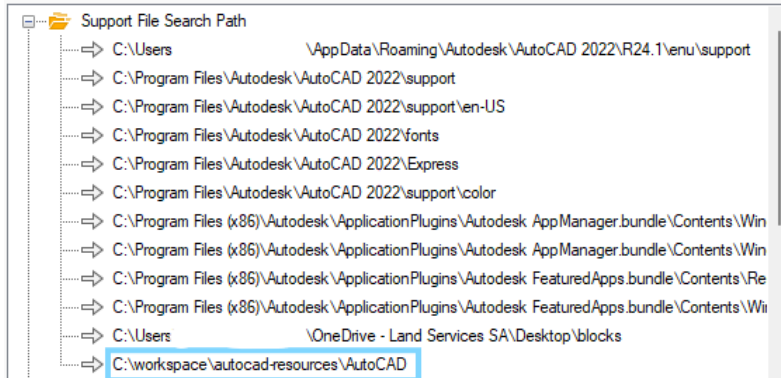 Support File Search Path
C:\Users \AppData\Roaming\Autodesk\AutoCAD 2022\R24.1\enu\support
C:\Program Files\Autodesk\AutoCAD 2022\support
C:\Program Files\Autodesk\AutoCAD 2022\support\en-US
C:\Program Files\Autodesk\AutoCAD 2022\fonts
C:\Program Files\Autodesk\AutoCAD 2022\Express
C:\Program Files\Autodesk\AutoCAD 2022\support\color
C:\Program Files (x86)\Autodesk\ApplicationPlugins\Autodesk AppManager.bundle\Contents\Win
C:\Program Files (x86)\Autodesk\ApplicationPlugins\Autodesk AppManager.bundle\Contents\Win
C:\Program Files (x86)\Autodesk\ApplicationPlugins\Autodesk FeaturedApps.bundle\Contents\Re
C:\Program Files (x86)\Autodesk\ApplicationPlugins\Autodesk FeaturedApps.bundle\Contents\Wi
C:\Users \OneDrive - Land Services SA\Desktop\blocks
C:\workspace\autocad-resources\AutoCAD